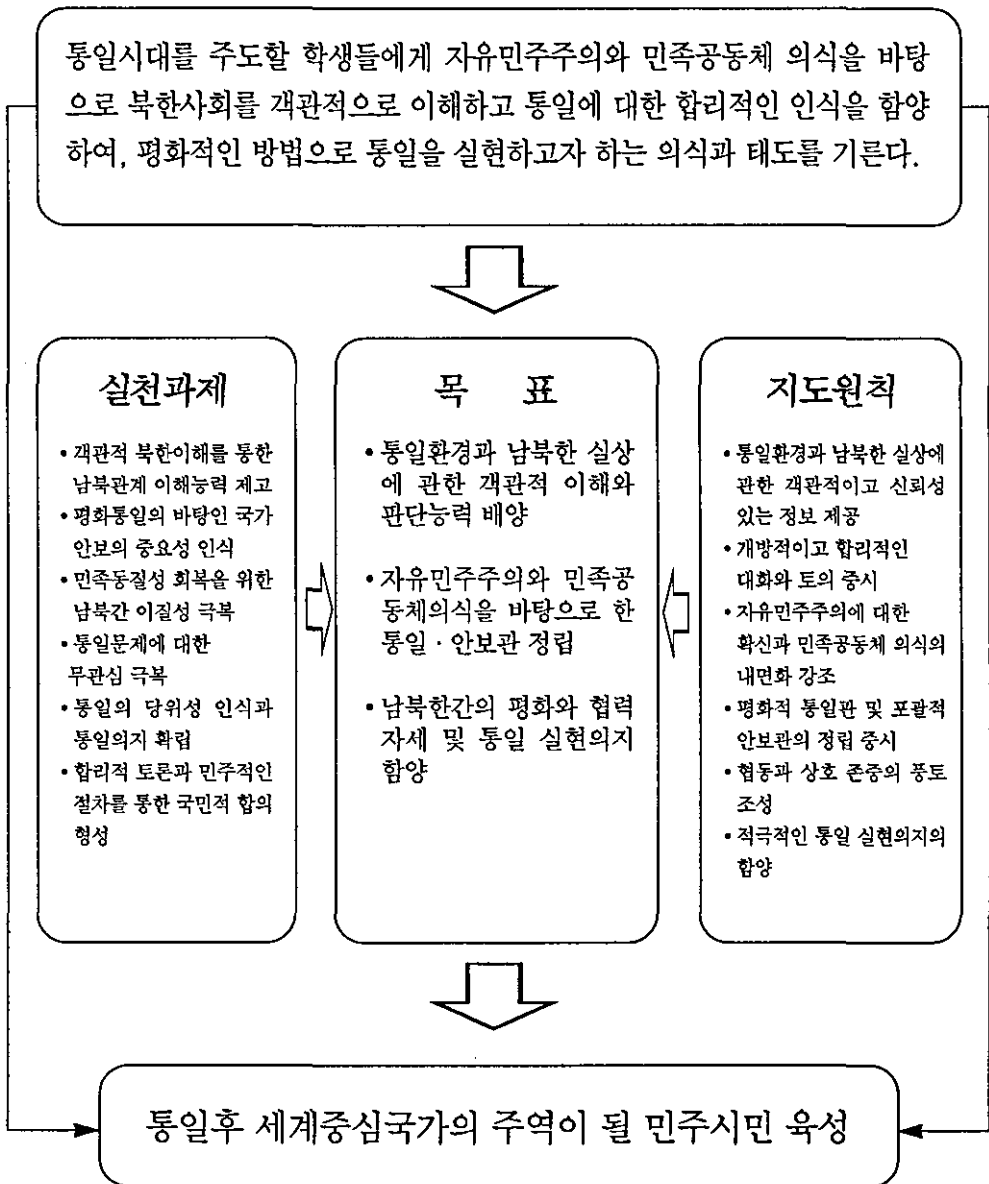 통일시대를 주도할 학생들에게 자유민주주의와 민족공동체 의식을 바탕
으로 북한사회를 객관적으로 이해하고 통일에 대한 합리적인 인식을 함양
하여, 평화적인 방법으로 통일을 실현하고자 하는 의식과 태도를 기른다.
실천과제
• 객관적 북한이해를 통한
남북관계 이해능력 제고
• 평화통일의 바탕인 국가
안보의 중요성 인식
• 민족동질성 회복을 위한
남북간 이질성 극복
• 통일문제에 대한
무관심 극복
• 통일의 당위성 인식과
통일의지 확립
• 합리적 토론과 민주적인
절차를 통한 국민적 합의
형성
목 표
• 통일환경과 남북한 실상
에 관한 객관적 이해와
판단능력 배양
• 자유민주주의와 민족공
동체의식을 바탕으로 한
통일 · 안보관 정립
• 남북한간의 평화와 협력
자세 및 통일 실현의지
함양
지도원칙
• 통일환경과 남북한 실상에
관한 객관적이고 신뢰성
있는 정보 제공
• 개방적이고 합리적인
대화와 토의 중시
• 자유민주주의에 대한
확신과 민족공동체 의식의
내면화 강조
• 평화적 통일관 및 포괄적
안보관의 정립 중시
• 협동과 상호 존중의 풍토
조성
• 적극적인 통일 실현의지의
함양
통일후 세계중심국가의 주역이 될 민주시민 육성